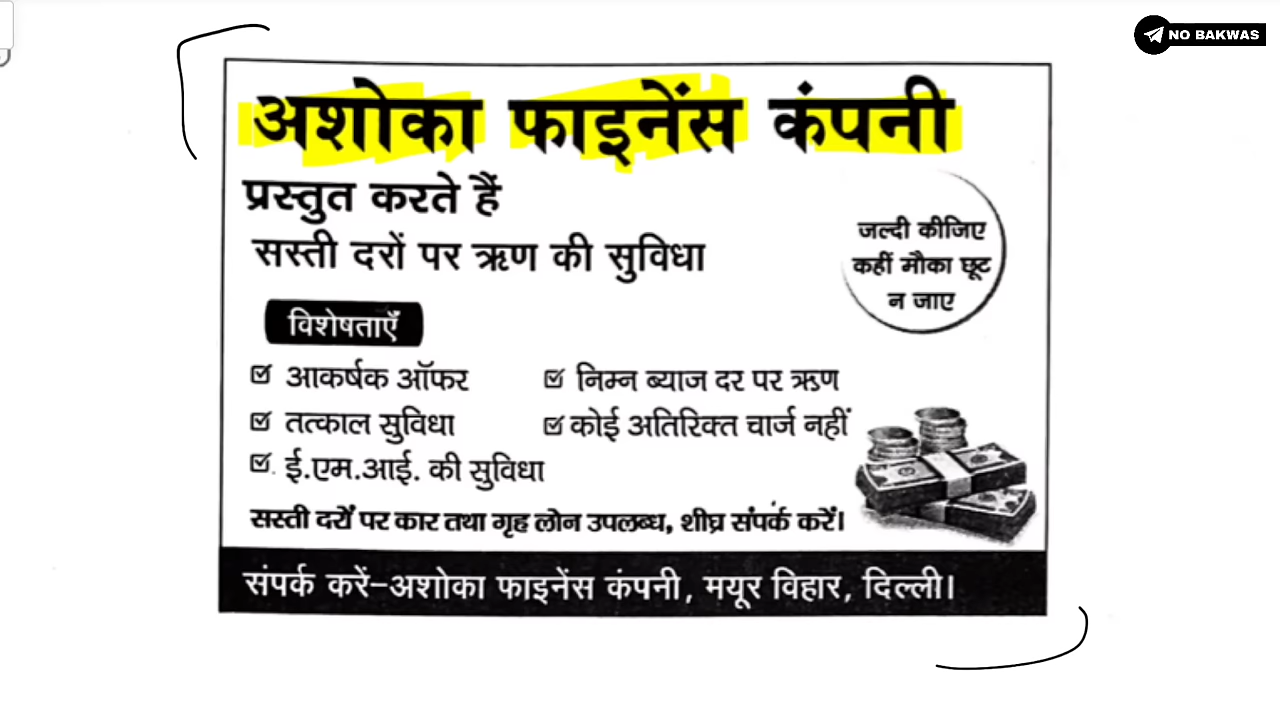 NO BAKWAS
अशोका फाइनेंस कंपनी
प्रस्तुत करते हैं
सस्ती दरों पर ऋण की सुविधा
जल्दी कीजिए
कहीं मौका छूट
न जाए
विशेषताएँ
आकर्षक ऑफर
निम्न ब्याज दर पर ऋण
तत्काल सुविधा
कोई अतिरिक्त चार्ज नहीं
ई.एम.आई. की सुविधा
सस्ती दरों पर कार तथा गृह लोन उपलब्ध, शीघ्र संपर्क करें।
संपर्क करें–अशोका फाइनेंस कंपनी, मयूर विहार, दिल्ली।